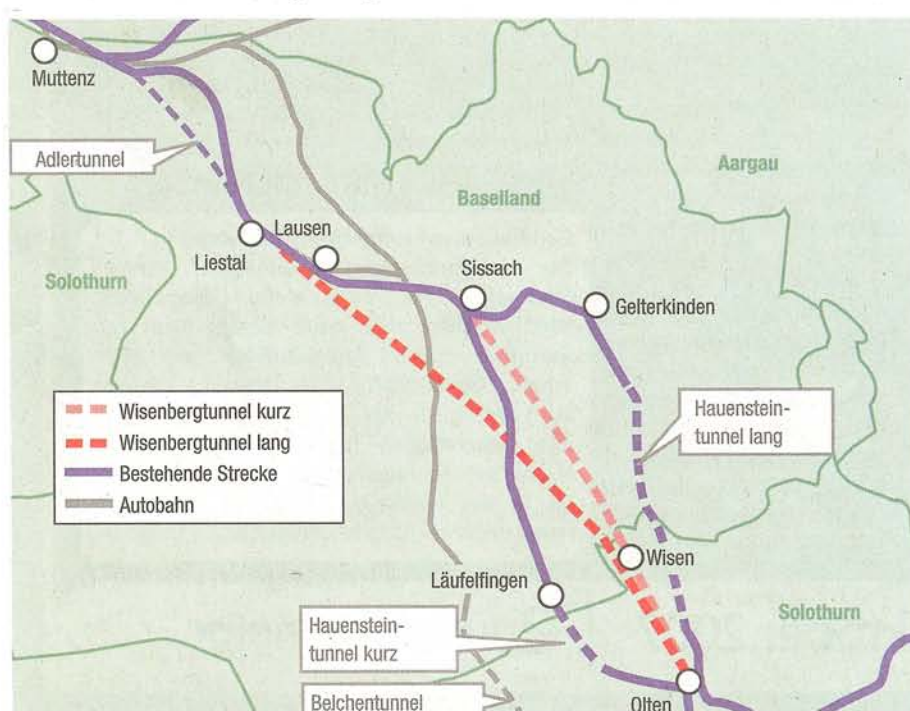 Muttenz
Adlertunnel
Aargau
Baselland
Lausen
Liestal
Solothurn
Sissach
Gelterkinden
Wisenbergtunnel kurz
Wisenbergtunnel lang
Bestehende Strecke
Autobahn
Hauenstein-
tunnel lang
Wisen
Läufelfingen
Solothurn
Hauenstein-
tunnel kurz
Belchentunnel
Olten